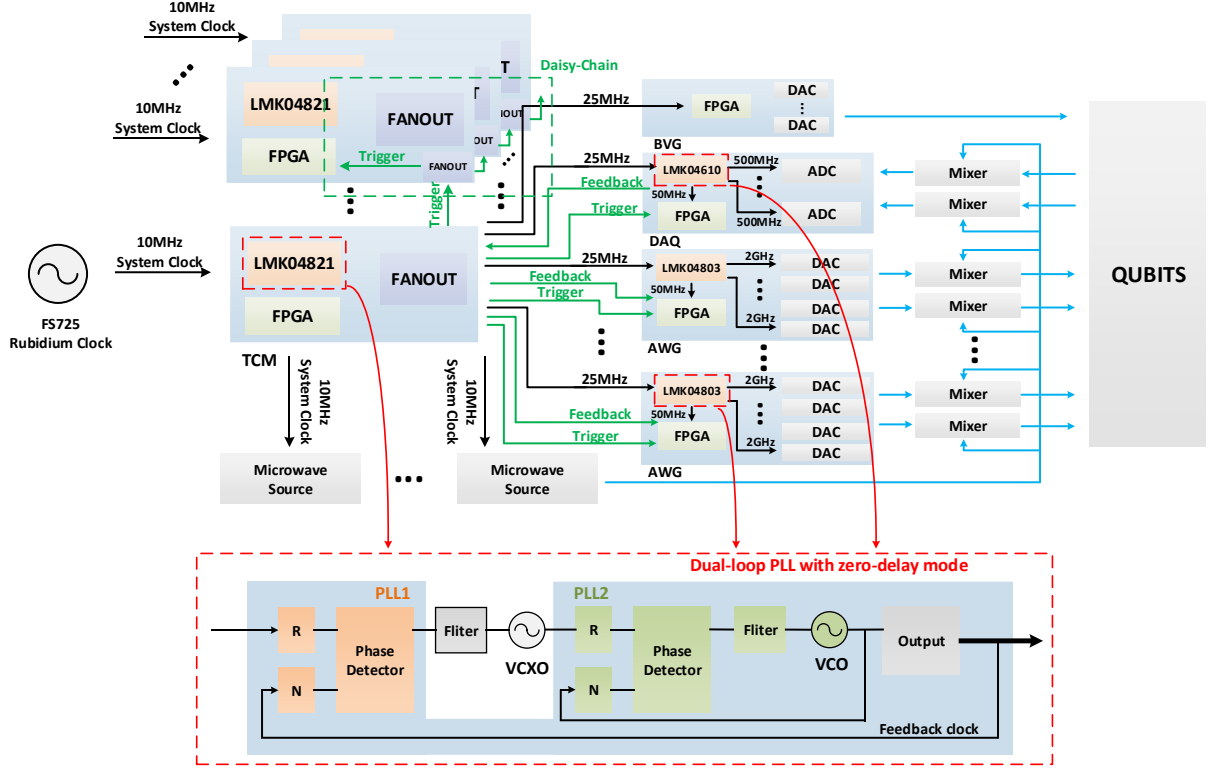 10MHz
System Clock
10MHz
System Clock
LMK04821
FPGA
FANOUT
T
T
Daisy-Chain
FANOUT
OUT
NOUT
Trigger
Trigger
10MHz
System Clock
FS725
Rubidium Clock
LMK04821
FPGA
FANOUT
TCM
10MHz
System Clock
10MHz
System Clock
Microwave
Source
Microwave
Source
25MHz
FPGA
DAC
DAC
BVG
25MHz
Feedback
Trigger
LMK04610
50MHz
FPGA
500MHz
500MHz
ADC
ADC
DAQ
25MHz
Feedback
Trigger
LMK04803
50MHz
FPGA
2GHz
2GHz
DAC
DAC
DAC
DAC
AWG
25MHz
Feedback
Trigger
LMK04803
50MHz
FPGA
2GHz
2GHz
DAC
DAC
DAC
DAC
AWG
Mixer
Mixer
Mixer
Mixer
Mixer
Mixer
QUBITS
Dual-loop PLL with zero-delay mode
PLL1
R
N
Phase
Detector
Fliter
VCXO
PLL2
R
N
Phase
Detector
Fliter
VCO
Output
Feedback clock